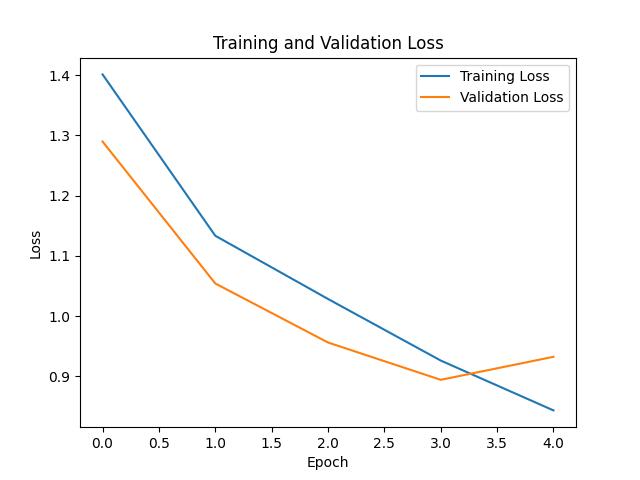 Training and Validation Loss
Training Loss
Validation Loss
Loss
1.4
1.3
1.2
1.1
1.0
0.9
0.0 0.5 1.0 1.5 2.0 2.5 3.0 3.5 4.0
Epoch